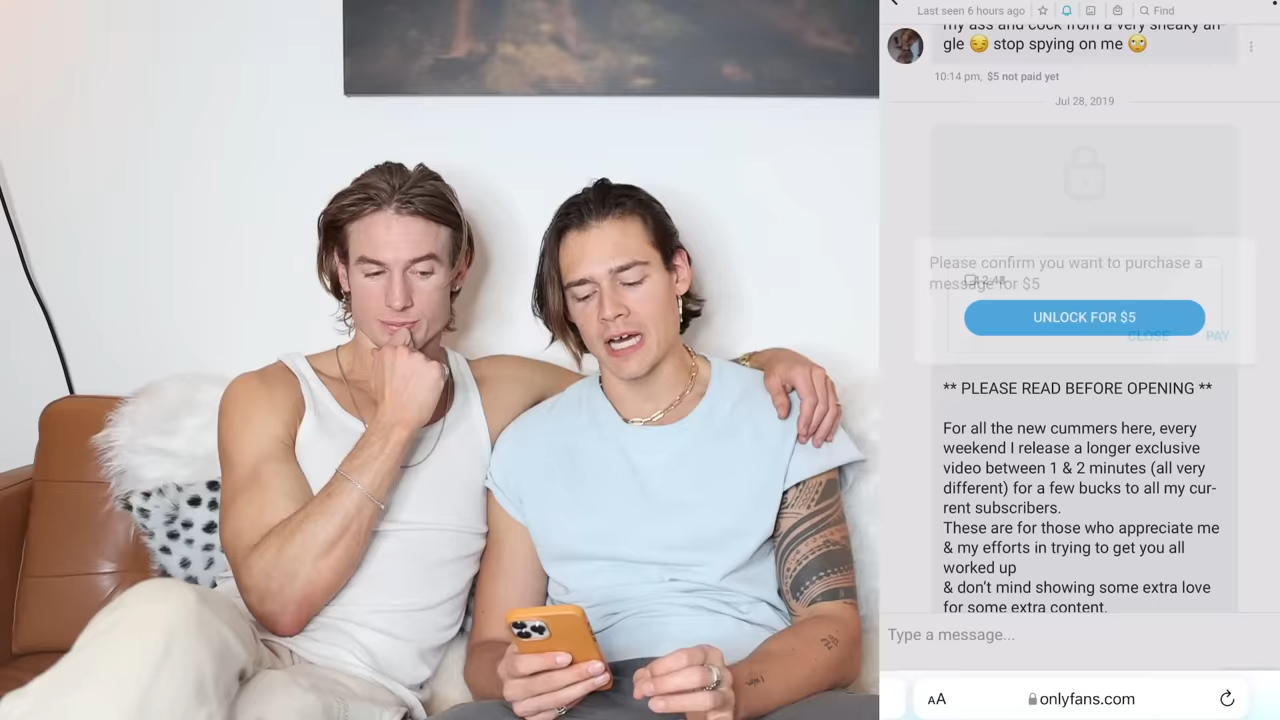 Last seen 6 hours ago
Find
my ass and cock from a very sneaky an-
gle 😏 stop spying on me 🙄
10:14 pm, $5 not paid yet
Jul 28, 2019
Please confirm you want to purchase a
message for $5
2:48
UNLOCK FOR $5
CLOSE PAY
** PLEASE READ BEFORE OPENING **
For all the new cummers here, every
weekend I release a longer exclusive
video between 1 & 2 minutes (all very
different) for a few bucks to all my cur-
rent subscribers.
These are for those who appreciate me
& my efforts in trying to get you all
worked up
& don't mind showing some extra love
for some extra content.
Type a message...
AA
onlyfans.com